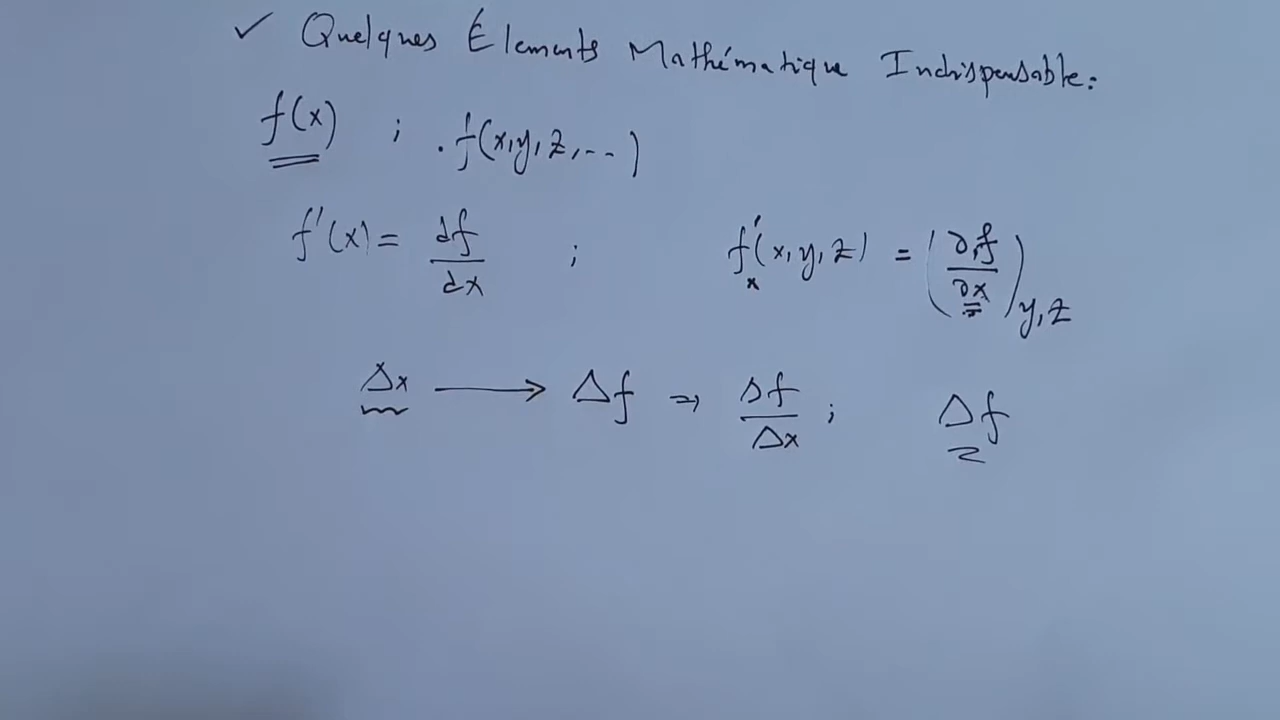 ✓ Quelques Élements Mathématique Indispensable:
f(x) ; . f(x,y,z,...)
f'(x) = df/dx ; f'x(x,y,z) = (∂f/∂x)y,z
Δx → Δf ⇒ Δf/Δx ; Δf